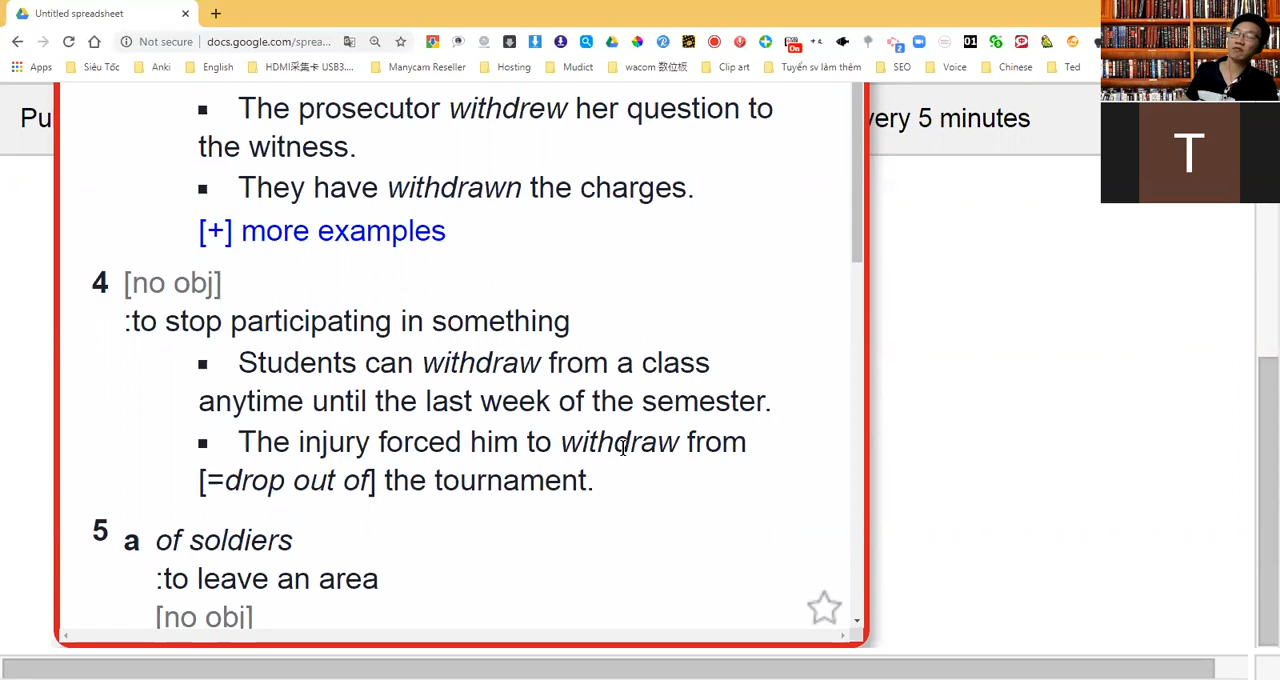 Untitled spreadsheet
Not secure docs.google.com/sprea...
Apps Siêu Tốc Anki English HDMI采集卡 USB3.... Manycam Reseller Hosting Mudict wacom 数位板 Clip art Tuyển sv làm thêm SEO Voice Chinese Ted
Pu
very 5 minutes
T
▪ The prosecutor withdrew her question to
the witness.
▪ They have withdrawn the charges.
[+] more examples
4 [no obj]
:to stop participating in something
▪ Students can withdraw from a class
anytime until the last week of the semester.
▪ The injury forced him to withdraw from
[=drop out of] the tournament.
5 a of soldiers
:to leave an area
[no obj]